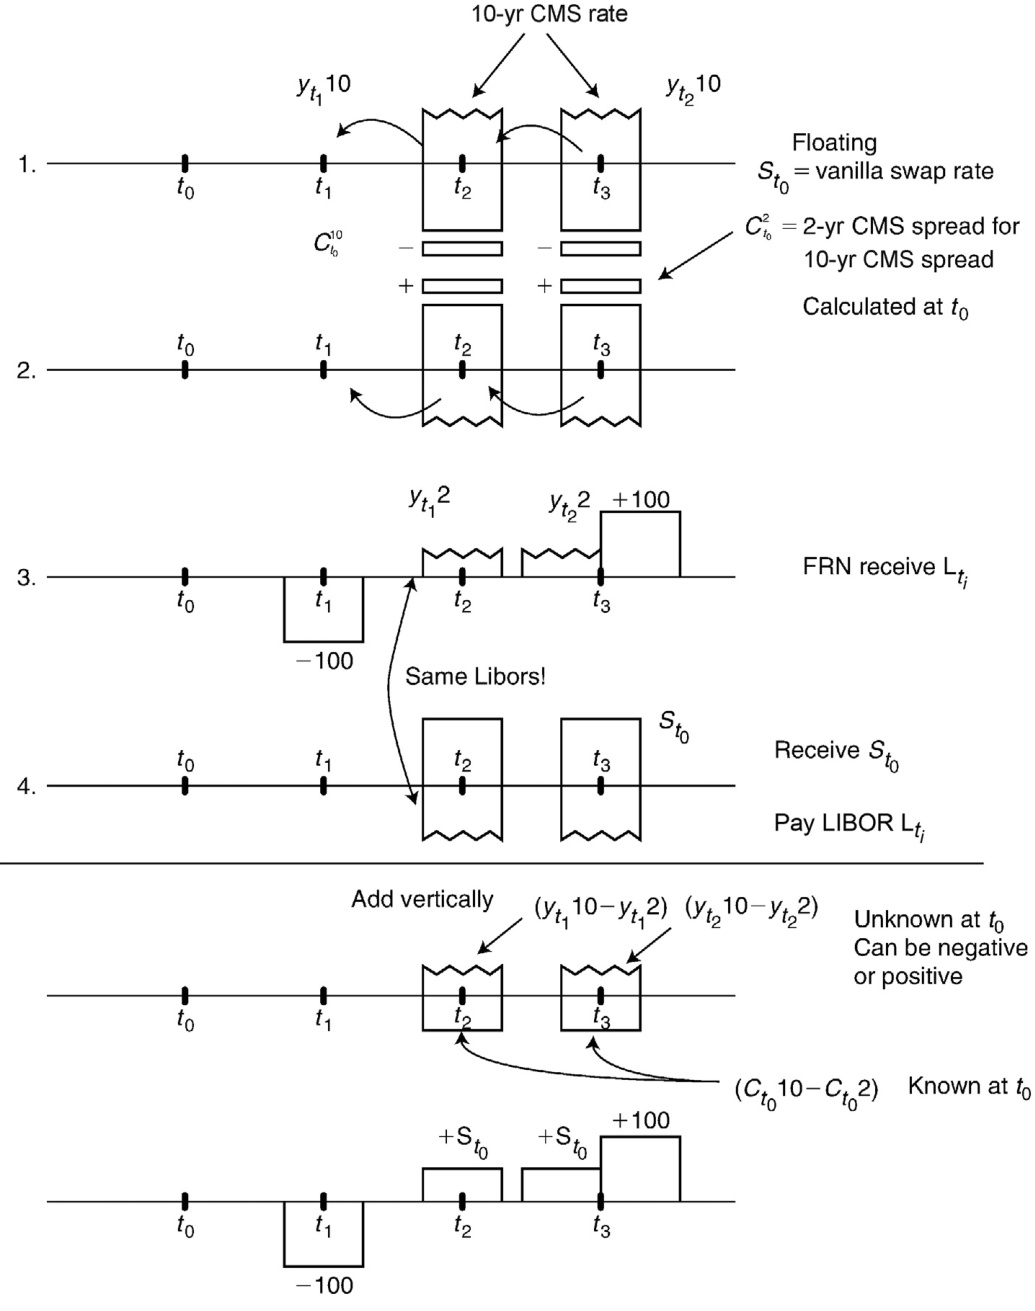 10-yr CMS rate
y_{t_1}10
y_{t_2}10
1.
t_0
t_1
t_2
t_3
Floating
S_{t_0} = vanilla swap rate
C_{t_0}^{10}
−
−
C_{t_0}^{2} = 2-yr CMS spread for
10-yr CMS spread
+
+
Calculated at t_0
2.
t_0
t_1
t_2
t_3
y_{t_1}2
y_{t_2}2
+100
3.
t_0
t_1
t_2
t_3
FRN receive L_{t_i}
−100
Same Libors!
S_{t_0}
4.
t_0
t_1
t_2
t_3
Receive S_{t_0}
Pay LIBOR L_{t_i}
Add vertically
(y_{t_1}10−y_{t_1}2)
(y_{t_2}10−y_{t_2}2)
Unknown at t_0
Can be negative
or positive
t_0
t_1
t_2
t_3
(C_{t_0}10−C_{t_0}2)
Known at t_0
+S_{t_0}
+S_{t_0}
+100
t_0
t_1
t_2
t_3
−100